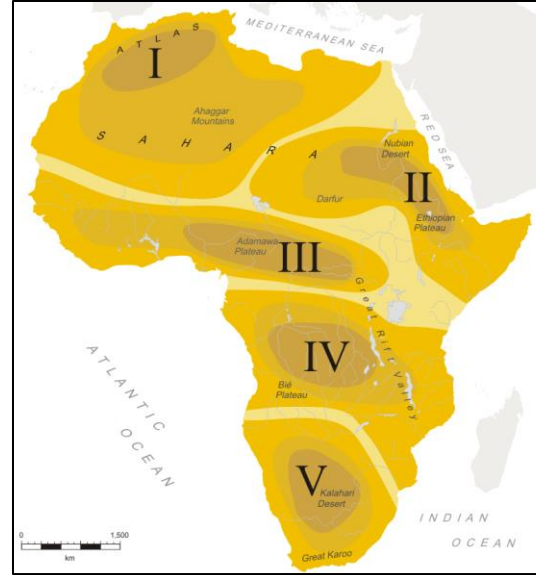 MEDITERRANEAN SEA
ATLAS
I
Ahaggar
Mountains
SAHARA
RED SEA
Nubian
Desert
II
Darfur
Ethiopian
Plateau
Adamawa
Plateau
III
Great Rift Valley
IV
Bié
Plateau
ATLANTIC
OCEAN
V
Kalahari
Desert
INDIAN
OCEAN
Great Karoo
0 1,500
km